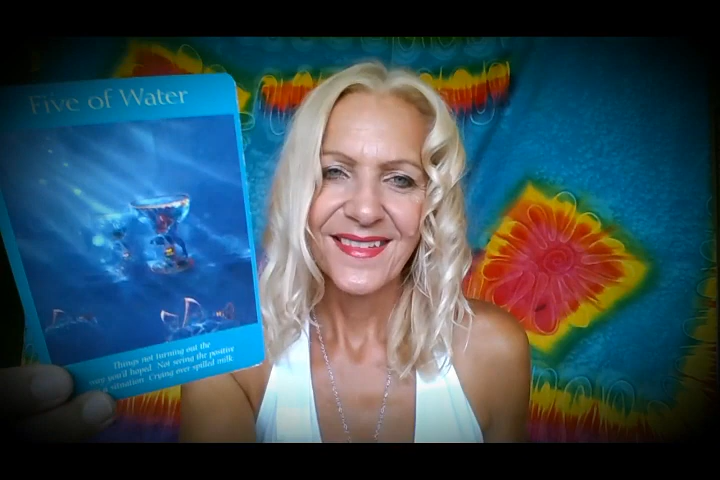 Five of Water
Things not turning out the
way you'd hoped Not seeing the positive
a situation Crying over spilled milk